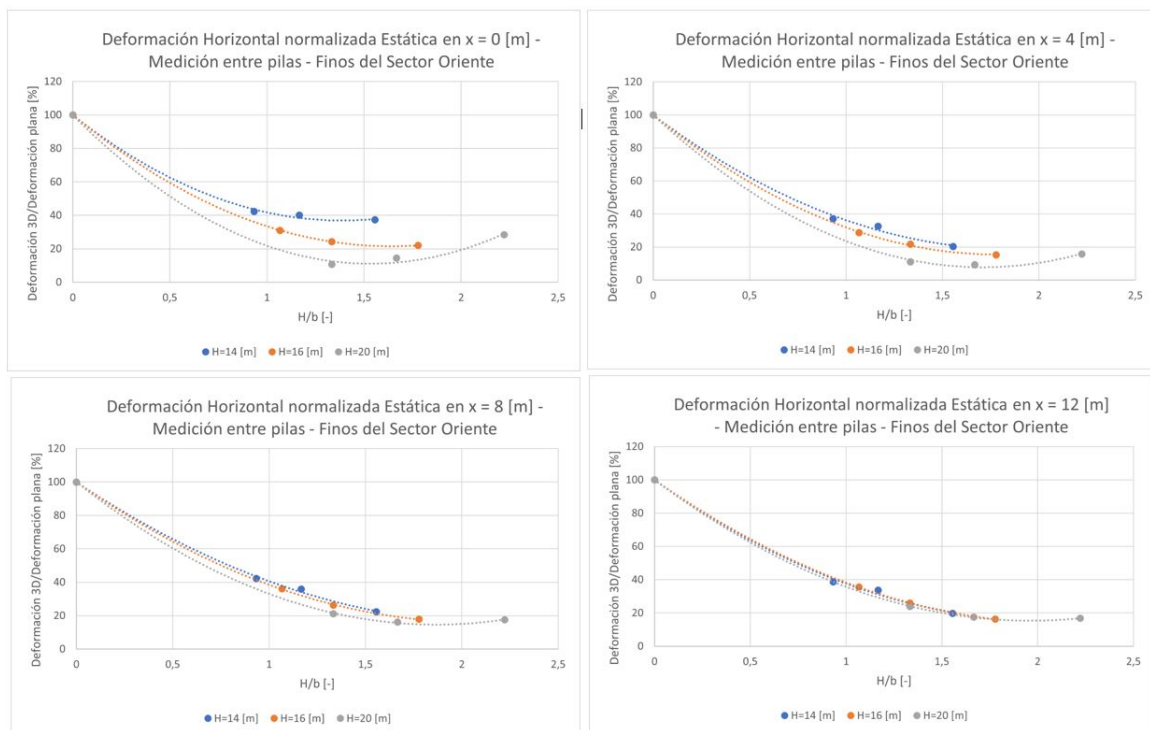 Deformación Horizontal normalizada Estática en x = 0 [m] -
Medición entre pilas - Finos del Sector Oriente
Deformación 3D/Deformación plana [%]
120
100
80
60
40
20
0
0
0,5
1
1,5
2
2,5
H/b [-]
H=14 [m]
H=16 [m]
H=20 [m]
Deformación Horizontal normalizada Estática en x = 4 [m] -
Medición entre pilas - Finos del Sector Oriente
Deformación 3D/Deformación plana [%]
120
100
80
60
40
20
0
0
0,5
1
1,5
2
2,5
H/b [-]
H=14 [m]
H=16 [m]
H=20 [m]
Deformación Horizontal normalizada Estática en x = 8 [m] -
Medición entre pilas - Finos del Sector Oriente
Deformación 3D/Deformación plana [%]
120
100
80
60
40
20
0
0
0,5
1
1,5
2
2,5
H/b [-]
H=14 [m]
H=16 [m]
H=20 [m]
Deformación Horizontal normalizada Estática en x = 12 [m]
- Medición entre pilas - Finos del Sector Oriente
Deformación 3D/Deformación plana [%]
120
100
80
60
40
20
0
0
0,5
1
1,5
2
2,5
H/b [-]
H=14 [m]
H=16 [m]
H=20 [m]